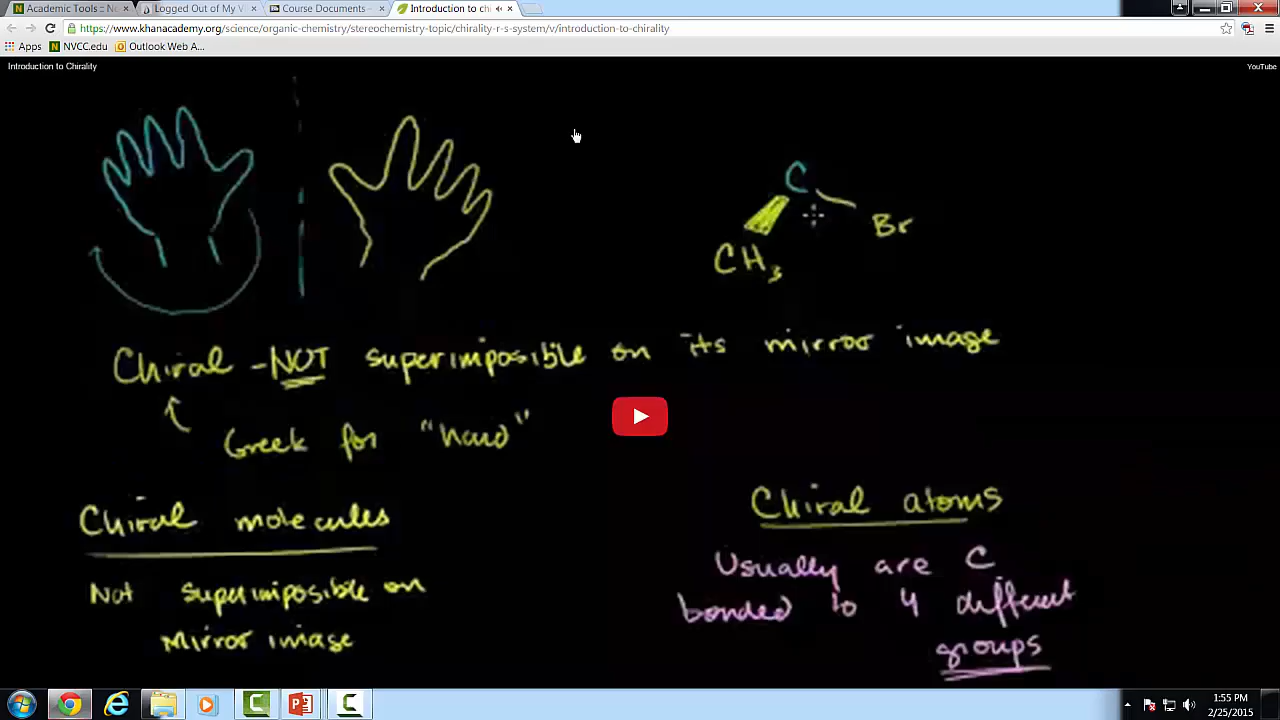 Academic Tools :: No
Logged Out of My V
Course Documents –
Introduction to chi
https://www.khanacademy.org/science/organic-chemistry/stereochemistry-topic/chirality-r-s-system/v/introduction-to-chirality
Apps NVCC.edu Outlook Web A...
Introduction to Chirality
YouTube
C
Br
CH3
Chiral - NOT superimposible on its mirror image
Greek for "hand"
Chiral molecules
Not superimposible on
mirror image
Chiral atoms
Usually are C
bonded to 4 different
groups
1:55 PM
2/25/2015